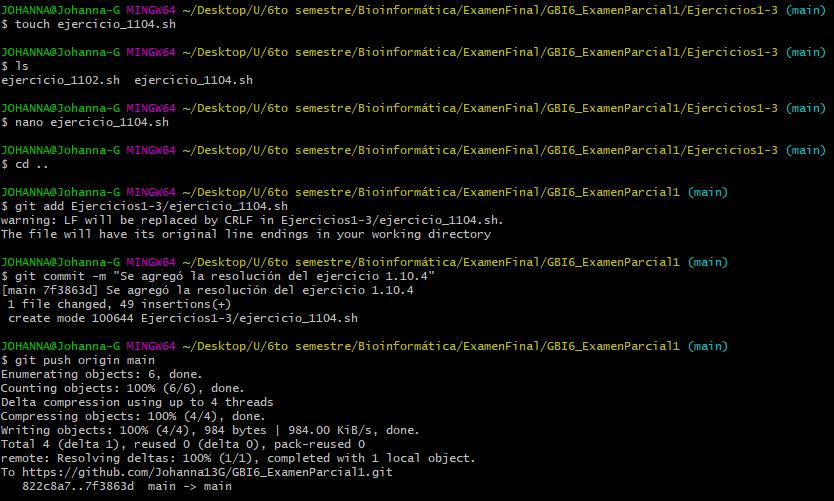 JOHANNA@Johanna-G MINGW64 ~/Desktop/U/6to semestre/Bioinformática/ExamenFinal/GBI6_ExamenParcial1/Ejercicios1-3 (main)
$ touch ejercicio_1104.sh
JOHANNA@Johanna-G MINGW64 ~/Desktop/U/6to semestre/Bioinformática/ExamenFinal/GBI6_ExamenParcial1/Ejercicios1-3 (main)
$ ls
ejercicio_1102.sh  ejercicio_1104.sh
JOHANNA@Johanna-G MINGW64 ~/Desktop/U/6to semestre/Bioinformática/ExamenFinal/GBI6_ExamenParcial1/Ejercicios1-3 (main)
$ nano ejercicio_1104.sh
JOHANNA@Johanna-G MINGW64 ~/Desktop/U/6to semestre/Bioinformática/ExamenFinal/GBI6_ExamenParcial1/Ejercicios1-3 (main)
$ cd ..
JOHANNA@Johanna-G MINGW64 ~/Desktop/U/6to semestre/Bioinformática/ExamenFinal/GBI6_ExamenParcial1 (main)
$ git add Ejercicios1-3/ejercicio_1104.sh
warning: LF will be replaced by CRLF in Ejercicios1-3/ejercicio_1104.sh.
The file will have its original line endings in your working directory
JOHANNA@Johanna-G MINGW64 ~/Desktop/U/6to semestre/Bioinformática/ExamenFinal/GBI6_ExamenParcial1 (main)
$ git commit -m "Se agregó la resolución del ejercicio 1.10.4"
[main 7f3863d] Se agregó la resolución del ejercicio 1.10.4
 1 file changed, 49 insertions(+)
 create mode 100644 Ejercicios1-3/ejercicio_1104.sh
JOHANNA@Johanna-G MINGW64 ~/Desktop/U/6to semestre/Bioinformática/ExamenFinal/GBI6_ExamenParcial1 (main)
$ git push origin main
Enumerating objects: 6, done.
Counting objects: 100% (6/6), done.
Delta compression using up to 4 threads
Compressing objects: 100% (4/4), done.
Writing objects: 100% (4/4), 984 bytes | 984.00 KiB/s, done.
Total 4 (delta 1), reused 0 (delta 0), pack-reused 0
remote: Resolving deltas: 100% (1/1), completed with 1 local object.
To https://github.com/Johanna13G/GBI6_ExamenParcial1.git
   822c8a7..7f3863d  main -> main